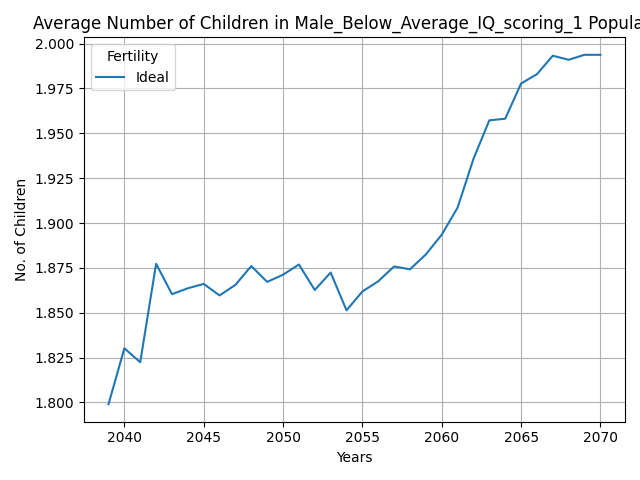 Average Number of Children in Male_Below_Average_IQ_scoring_1 Popula
Fertility
Ideal
No. of Children
2.000
1.975
1.950
1.925
1.900
1.875
1.850
1.825
1.800
2040 2045 2050 2055 2060 2065 2070
Years